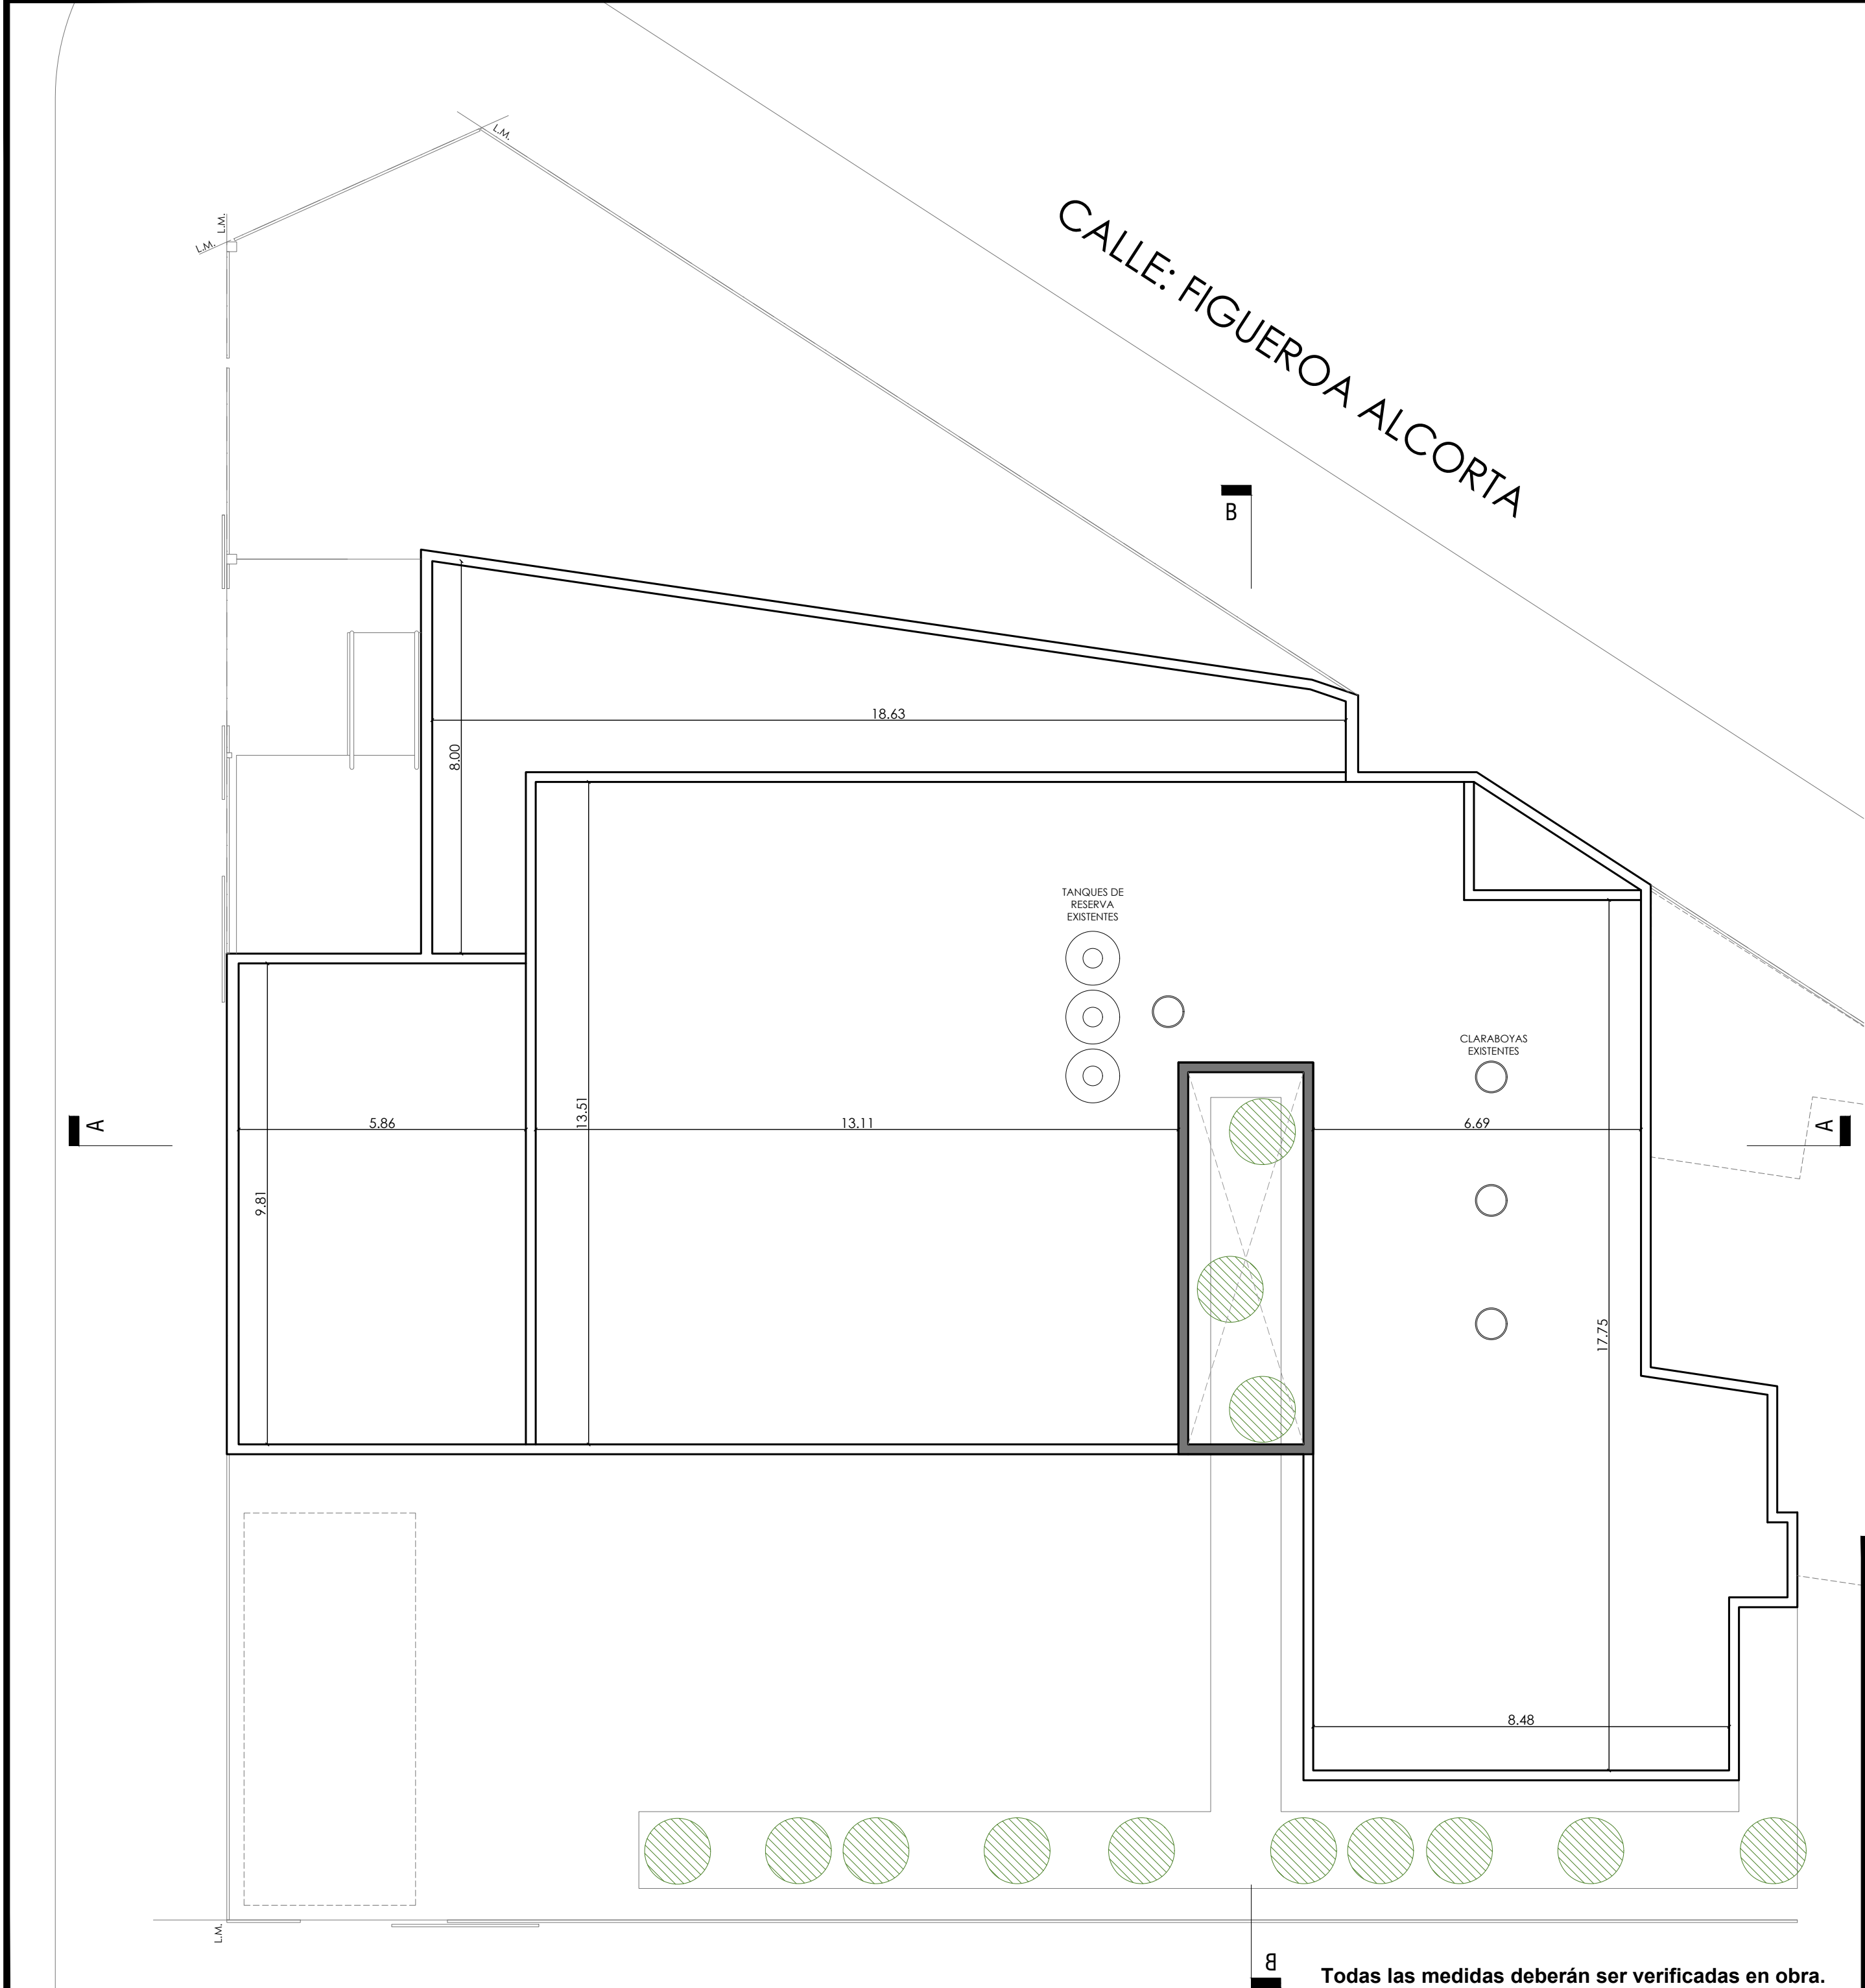 L.M.
L.M.
L.M.
CALLE: FIGUEROA ALCORTA
B
18.63
8.00
TANQUES DE
RESERVA
EXISTENTES
CLARABOYAS
EXISTENTES
A
5.86
13.51
13.11
6.69
A
9.81
17.75
8.48
L.M.
B
Todas las medidas deberán ser verificadas en obra.